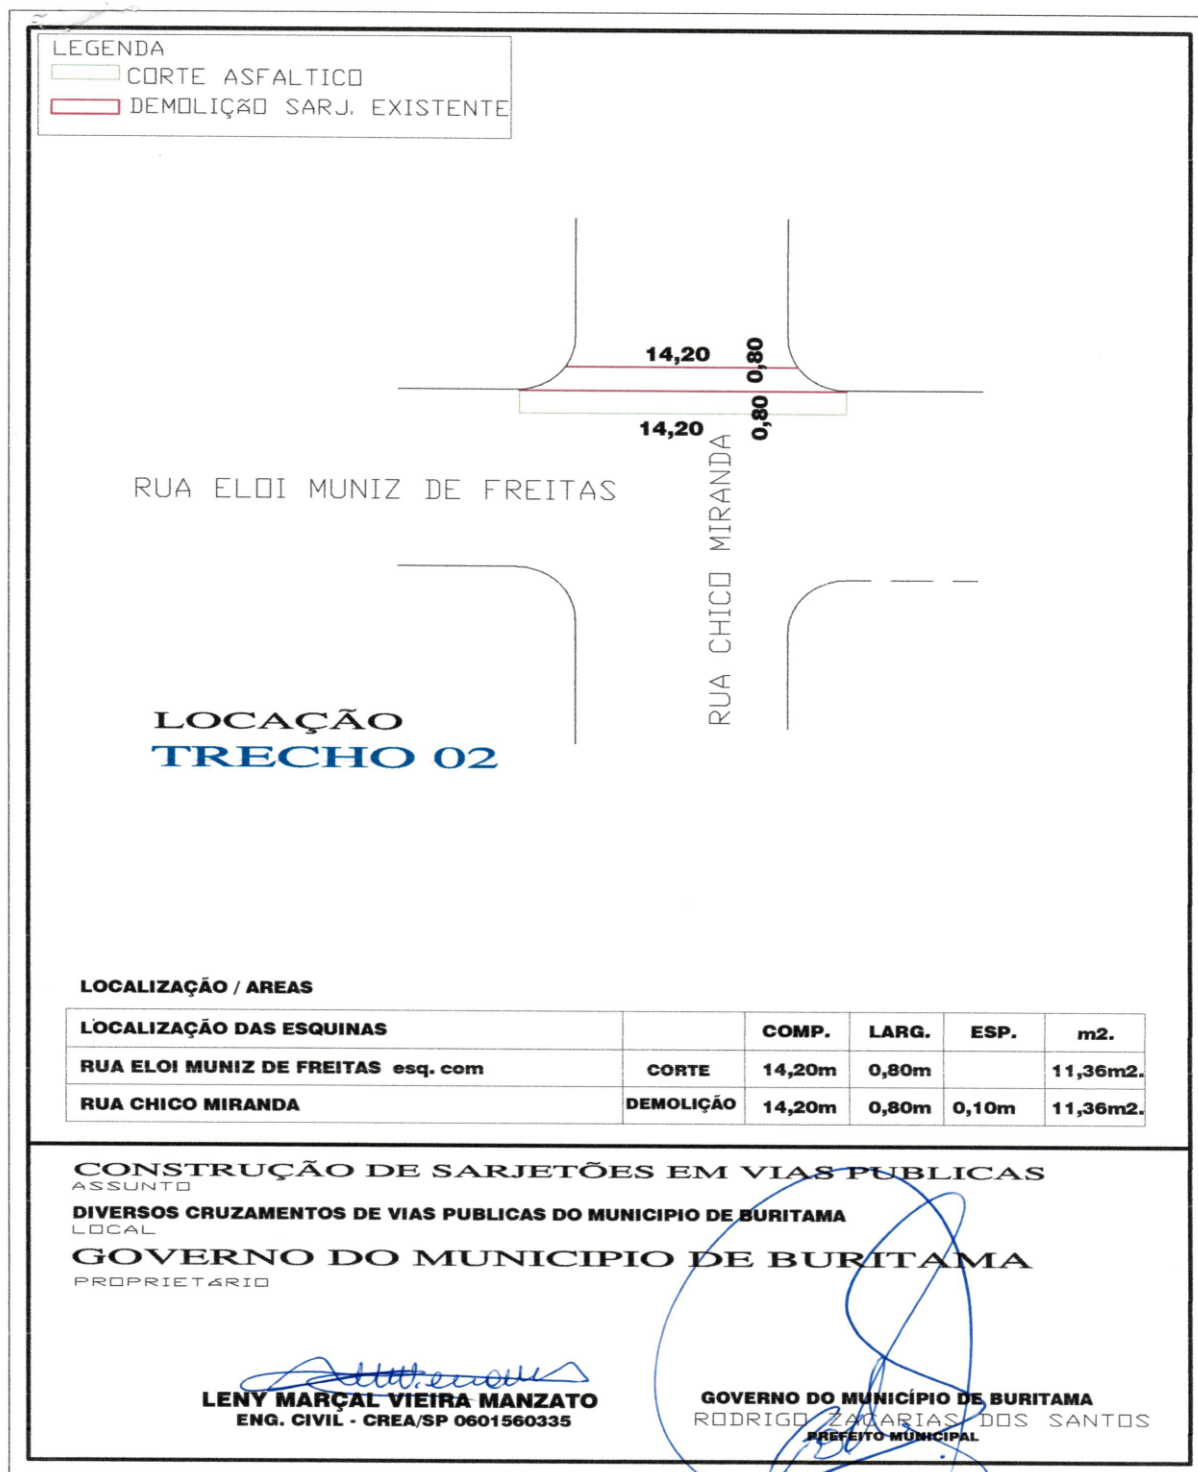 LEGENDA
CORTE ASFALTICO
DEMOLIÇÃO SARJ. EXISTENTE
14,20
0,80
14,20
0,80
RUA ELOI MUNIZ DE FREITAS
RUA CHICO MIRANDA
LOCAÇÃO
TRECHO 02
LOCALIZAÇÃO / AREAS
LOCALIZAÇÃO DAS ESQUINAS COMP. LARG. ESP. m2.
RUA ELOI MUNIZ DE FREITAS esq. com CORTE 14,20m 0,80m 11,36m2.
RUA CHICO MIRANDA DEMOLIÇÃO 14,20m 0,80m 0,10m 11,36m2.
CONSTRUÇÃO DE SARJETÕES EM VIAS PUBLICAS
ASSUNTO
DIVERSOS CRUZAMENTOS DE VIAS PUBLICAS DO MUNICIPIO DE BURITAMA
LOCAL
GOVERNO DO MUNICIPIO DE BURITAMA
PROPRIETÁRIO
LENY MARÇAL VIEIRA MANZATO
ENG. CIVIL - CREA/SP 0601560335
GOVERNO DO MUNICÍPIO DE BURITAMA
RODRIGO ZACARIAS DOS SANTOS
PREFEITO MUNICIPAL